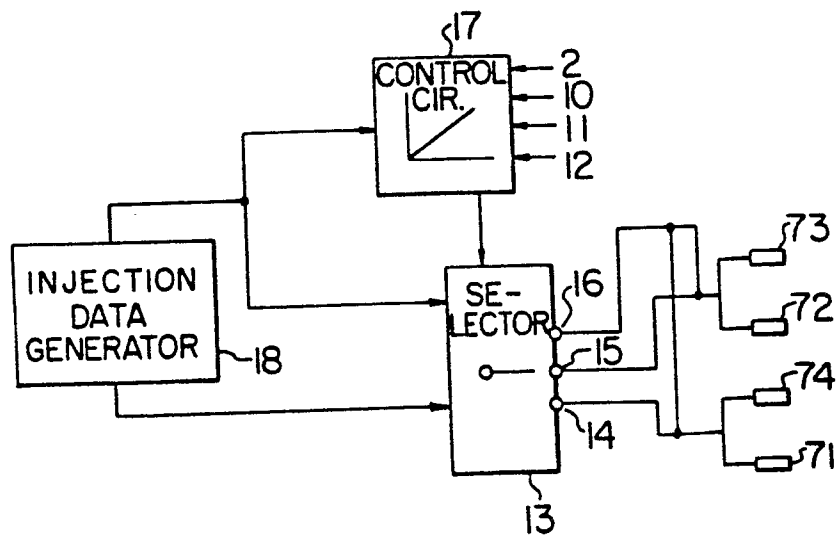 17
CONTROL
CIR.
2
10
11
12
INJECTION
DATA
GENERATOR
18
SE-
LECTOR
16
15
14
13
73
72
74
71